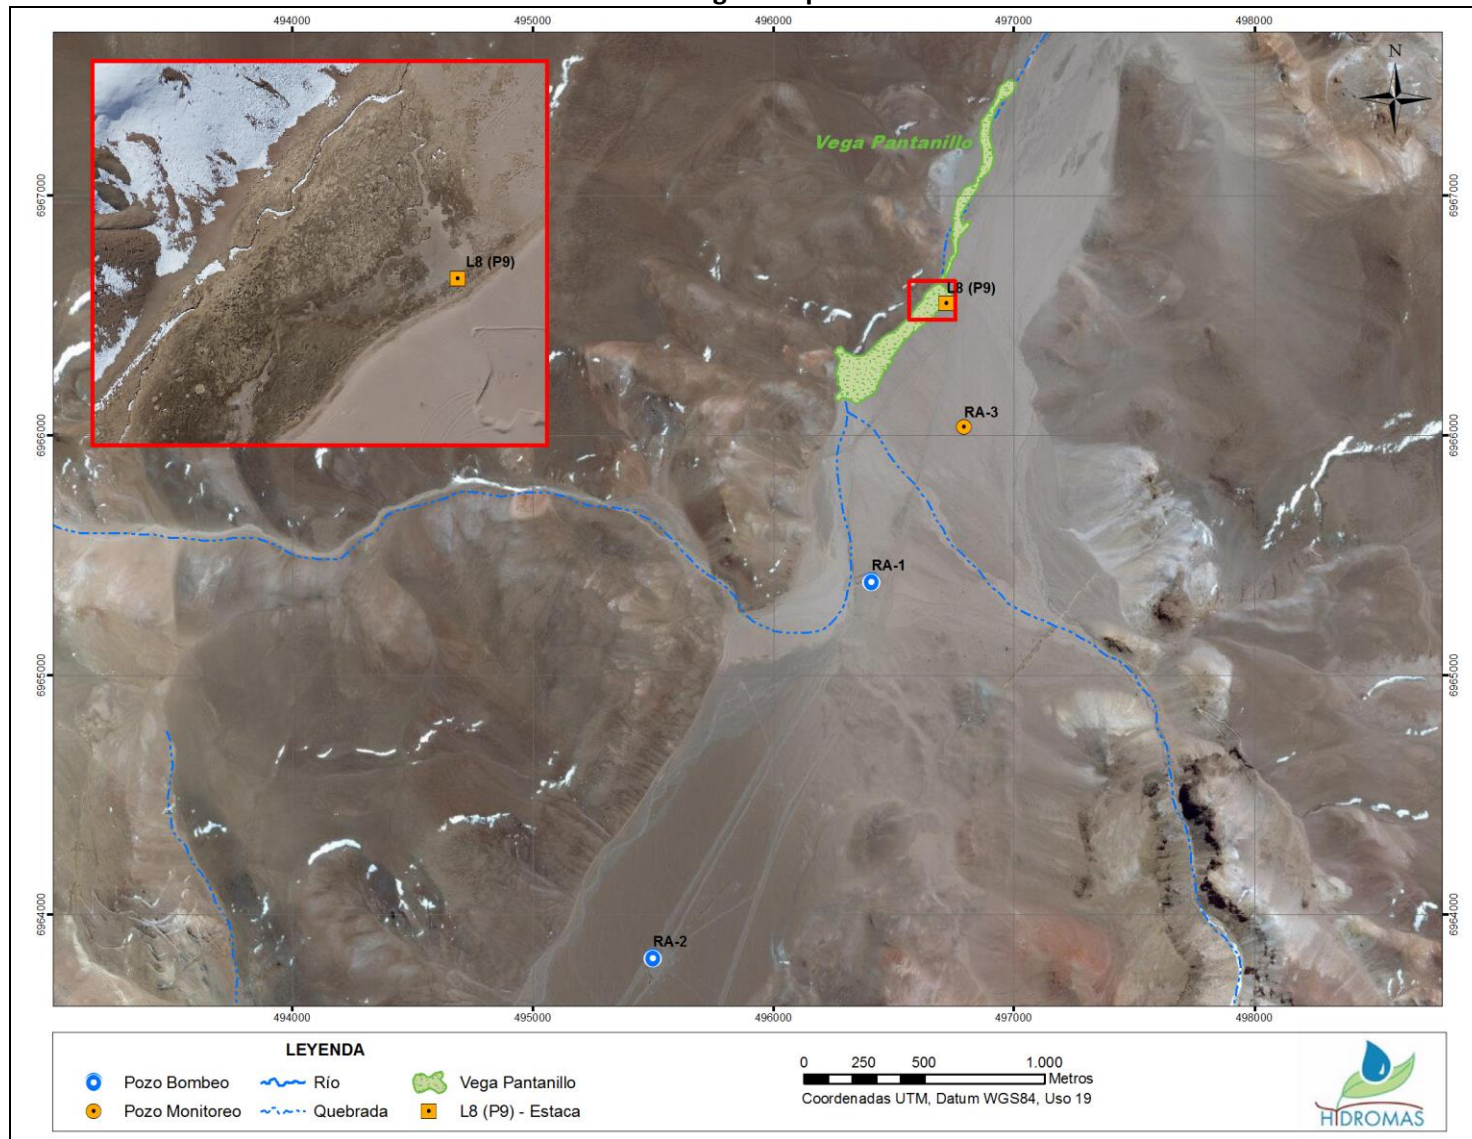 494000 495000 496000 497000 498000
N
Vega Pantanillo
6967000 6967000
L8 (P9)
L8 (P9)
RA-3
6966000 6966000
RA-1
6965000 6965000
6964000 6964000
RA-2
494000 495000 496000 497000 498000
LEYENDA
Pozo Bombeo Río Vega Pantanillo
Pozo Monitoreo Quebrada L8 (P9) - Estaca
0 250 500 1.000
Metros
Coordenadas UTM, Datum WGS84, Uso 19
HIDROMAS